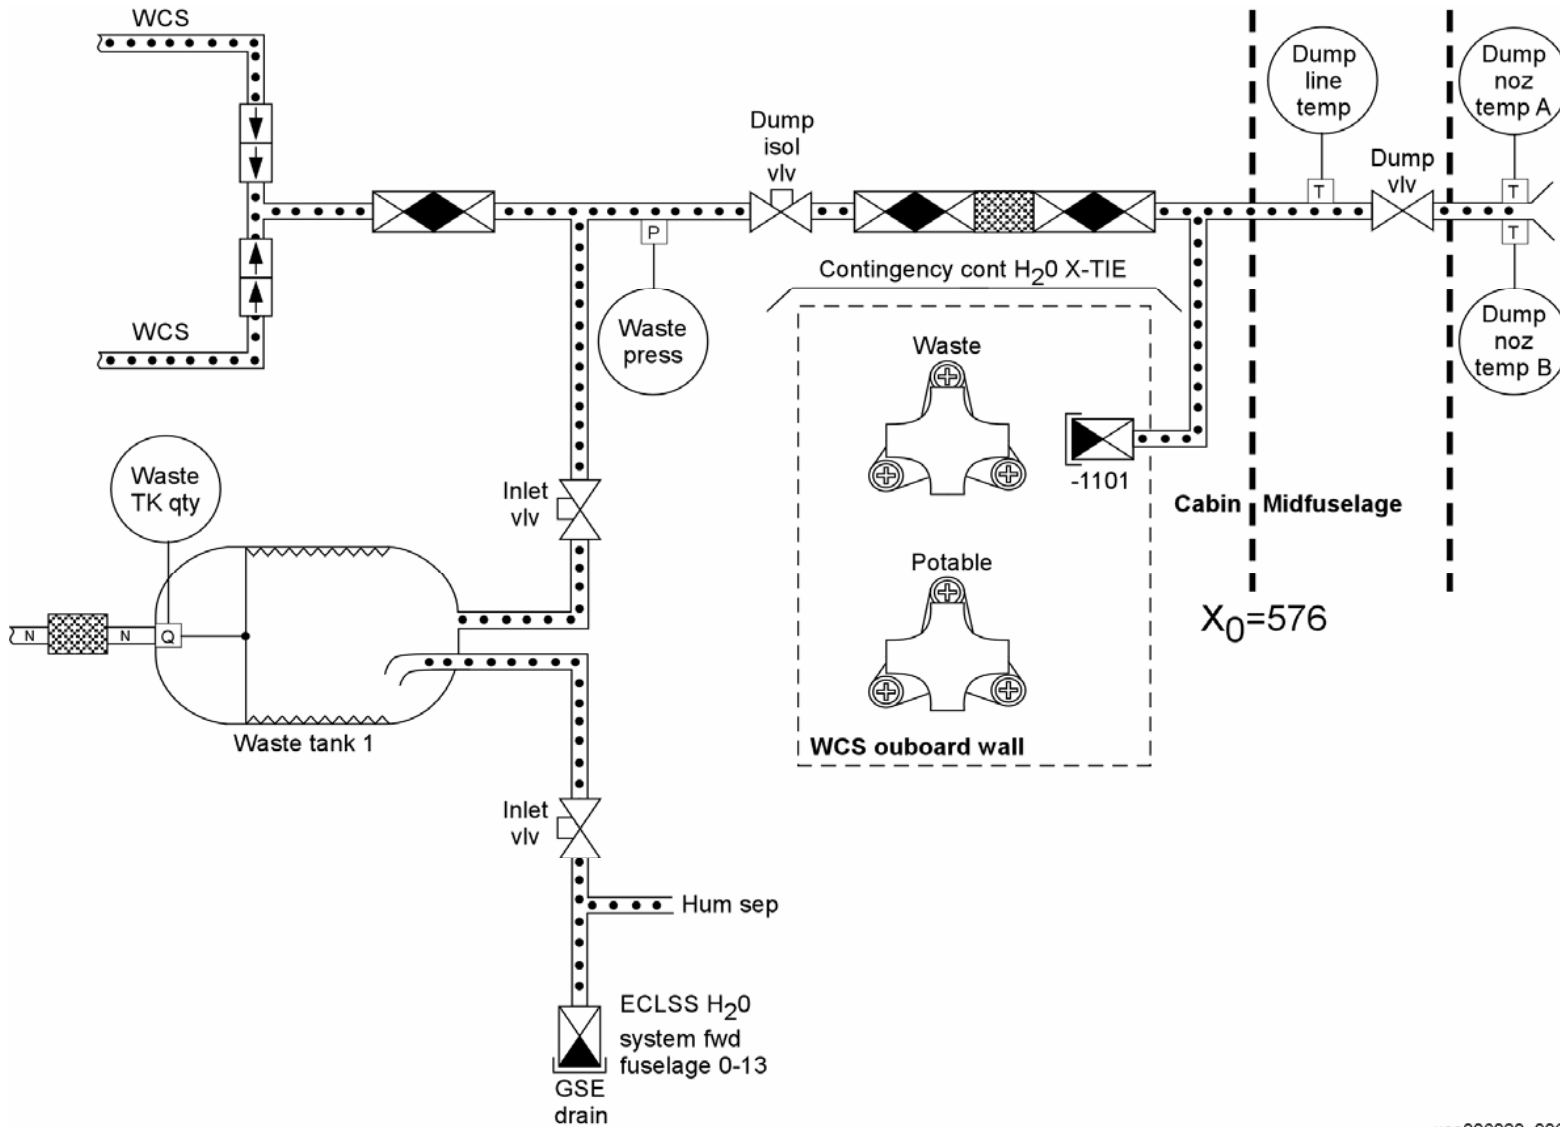 WCS
Dump
line
temp
Dump
noz
temp A
Dump
isol
vlv
Dump
vlv
T
T
P
T
Contingency cont H20 X-TIE
WCS
Waste
press
Dump
noz
temp B
Waste
-1101
Waste
TK qty
Inlet
vlv
Cabin
Midfuselage
Potable
X0=576
N
N
Q
Waste tank 1
WCS ouboard wall
Inlet
vlv
Hum sep
ECLSS H20
system fwd
fuselage 0-13
GSE
drain